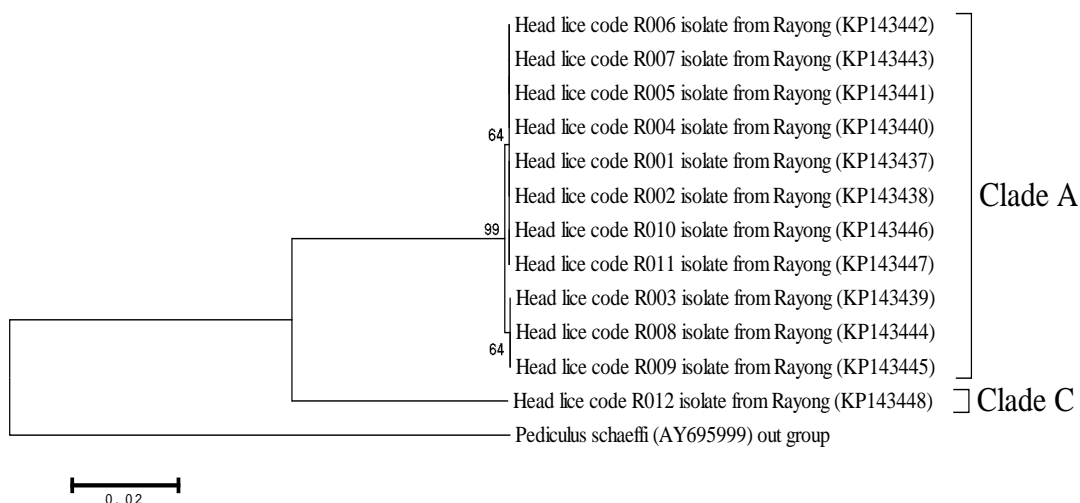 Head lice code R006 isolate from Rayong (KP143442)
Head lice code R007 isolate from Rayong (KP143443)
Head lice code R005 isolate from Rayong (KP143441)
Head lice code R004 isolate from Rayong (KP143440)
64
Head lice code R001 isolate from Rayong (KP143437)
Head lice code R002 isolate from Rayong (KP143438)
Clade A
Head lice code R010 isolate from Rayong (KP143446)
99
Head lice code R011 isolate from Rayong (KP143447)
Head lice code R003 isolate from Rayong (KP143439)
Head lice code R008 isolate from Rayong (KP143444)
64
Head lice code R009 isolate from Rayong (KP143445)
Head lice code R012 isolate from Rayong (KP143448)
Clade C
Pediculus schaeffi (AY695999) out group
0.02